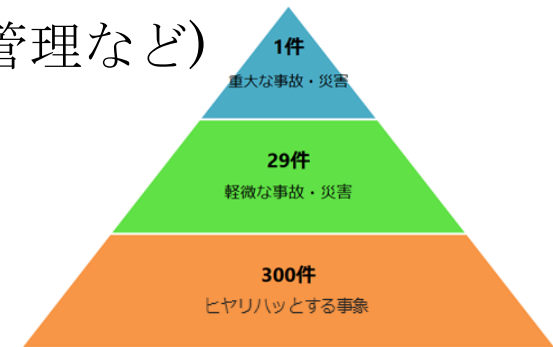 管理など)
1件
重大な事故・災害
29件
軽微な事故・災害
300件
ヒヤリハッとする事象